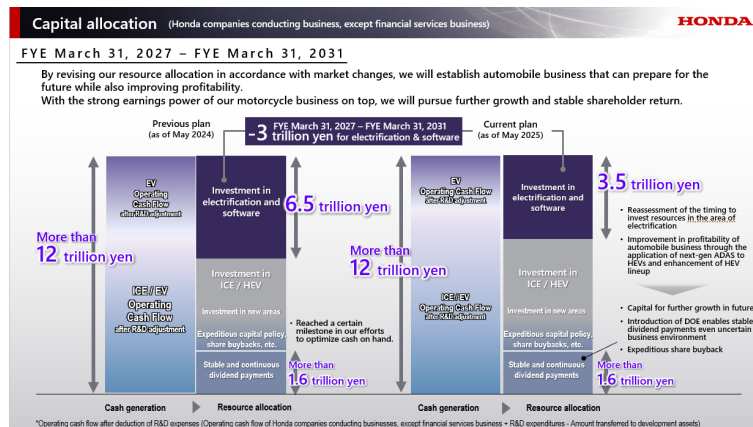 Capital allocation (Honda companies conducting business, except financial services business)
HONDA
FYE March 31, 2027 – FYE March 31, 2031
By revising our resource allocation in accordance with market changes, we will establish automobile business that can prepare for the
future while also improving profitability.
With the strong earnings power of our motorcycle business on top, we will pursue further growth and stable shareholder return.
Previous plan
(as of May 2024)
FYE March 31, 2027 – FYE March 31, 2031
-3 trillion yen for electrification & software
Current plan
(as of May 2025)
More than
12 trillion yen
EV
Operating
Cash Flow
after R&D adjustment
ICE / EV
Operating
Cash Flow
after R&D adjustment
Investment in
electrification and
software
6.5 trillion yen
Investment in
ICE / HEV
Investment in new areas
Expeditious capital policy,
share buybacks, etc.
Stable and continuous
dividend payments
• Reached a certain
milestone in our efforts
to optimize cash on hand.
More than
1.6 trillion yen
Cash generation
Resource allocation
More than
12 trillion yen
EV
Operating Cash Flow
after R&D adjustment
ICE / EV
Operating Cash Flow
after R&D adjustment
Investment in
electrification and
software
3.5 trillion yen
Investment in
ICE / HEV
Investment in new areas
Expeditious capital policy,
share buybacks, etc.
Stable and continuous
dividend payments
• Reassessment of the timing to
invest resources in the area of
electrification
• Improvement in profitability of
automobile business through the
application of next-gen ADAS to
HEVs and enhancement of HEV
lineup
• Capital for further growth in future
• Introduction of DOE enables stable
dividend payments even uncertain
business environment
• Expeditious share buyback
More than
1.6 trillion yen
Cash generation
Resource allocation
*Operating cash flow after deduction of R&D expenses (Operating cash flow of Honda companies conducting businesses, except financial services business + R&D expenditures - Amount transferred to development assets)